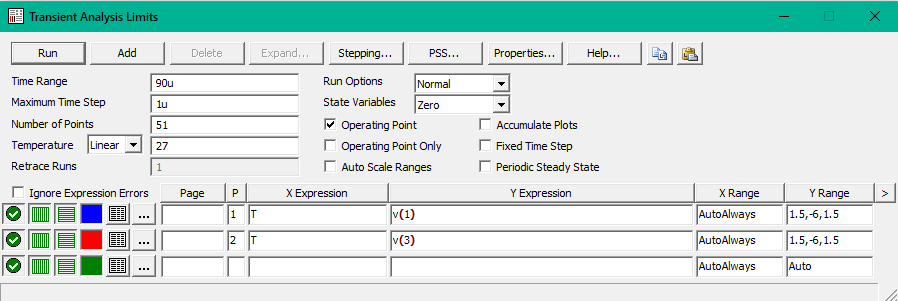 Transient Analysis Limits
Run Add Delete Expand... Stepping... PSS... Properties... Help...
Time Range 90u Run Options Normal
Maximum Time Step 1u State Variables Zero
Number of Points 51 Operating Point Accumulate Plots
Temperature Linear 27 Operating Point Only Fixed Time Step
Retrace Runs 1 Auto Scale Ranges Periodic Steady State
Ignore Expression Errors Page P X Expression Y Expression X Range Y Range >
... 1 T v(1) AutoAlways 1.5,-6,1.5
... 2 T v(3) AutoAlways 1.5,-6,1.5
... AutoAlways Auto